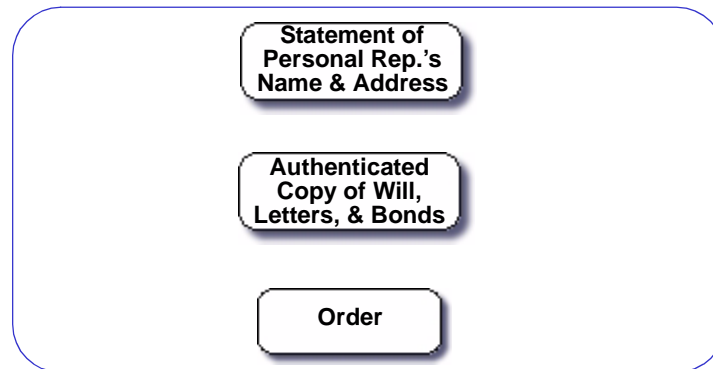 Statement of
Personal Rep.'s
Name & Address
Authenticated
Copy of Will,
Letters, & Bonds
Order